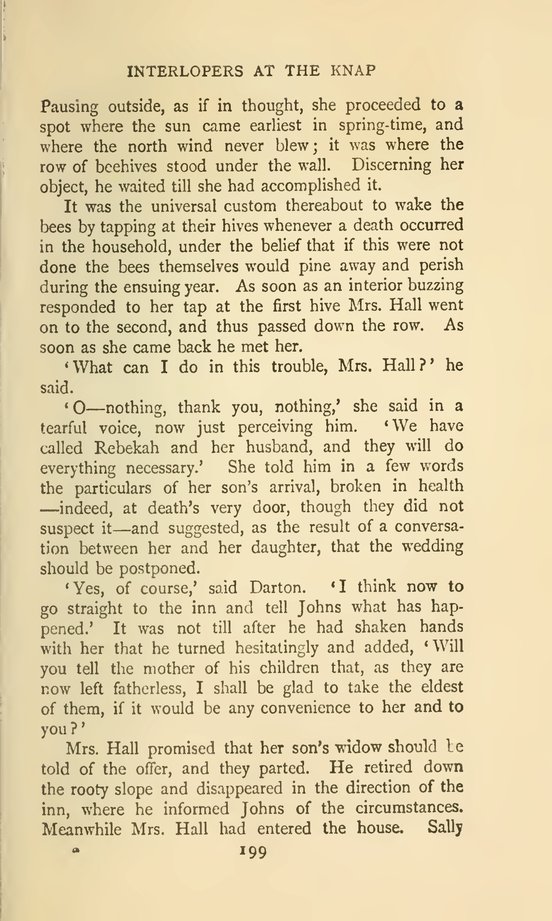 INTERLOPERS AT THE KNAP
Pausing outside, as if in thought, she proceeded to a
spot where the sun came earliest in spring-time, and
where the north wind never blew; it was where the
row of beehives stood under the wall. Discerning her
object, he waited till she had accomplished it.
It was the universal custom thereabout to wake the
bees by tapping at their hives whenever a death occurred
in the household, under the belief that if this were not
done the bees themselves would pine away and perish
during the ensuing year. As soon as an interior buzzing
responded to her tap at the first hive Mrs. Hall went
on to the second, and thus passed down the row. As
soon as she came back he met her.
‘What can I do in this trouble, Mrs. Hall?’ he
said.
‘O—nothing, thank you, nothing,’ she said in a
tearful voice, now just perceiving him. ‘We have
called Rebekah and her husband, and they will do
everything necessary.’ She told him in a few words
the particulars of her son’s arrival, broken in health
—indeed, at death’s very door, though they did not
suspect it—and suggested, as the result of a conversa-
tion between her and her daughter, that the wedding
should be postponed.
‘Yes, of course,’ said Darton. ‘I think now to
go straight to the inn and tell Johns what has hap-
pened.’ It was not till after he had shaken hands
with her that he turned hesitatingly and added, ‘Will
you tell the mother of his children that, as they are
now left fatherless, I shall be glad to take the eldest
of them, if it would be any convenience to her and to
you?’
Mrs. Hall promised that her son’s widow should be
told of the offer, and they parted. He retired down
the rooty slope and disappeared in the direction of the
inn, where he informed Johns of the circumstances.
Meanwhile Mrs. Hall had entered the house. Sally
199